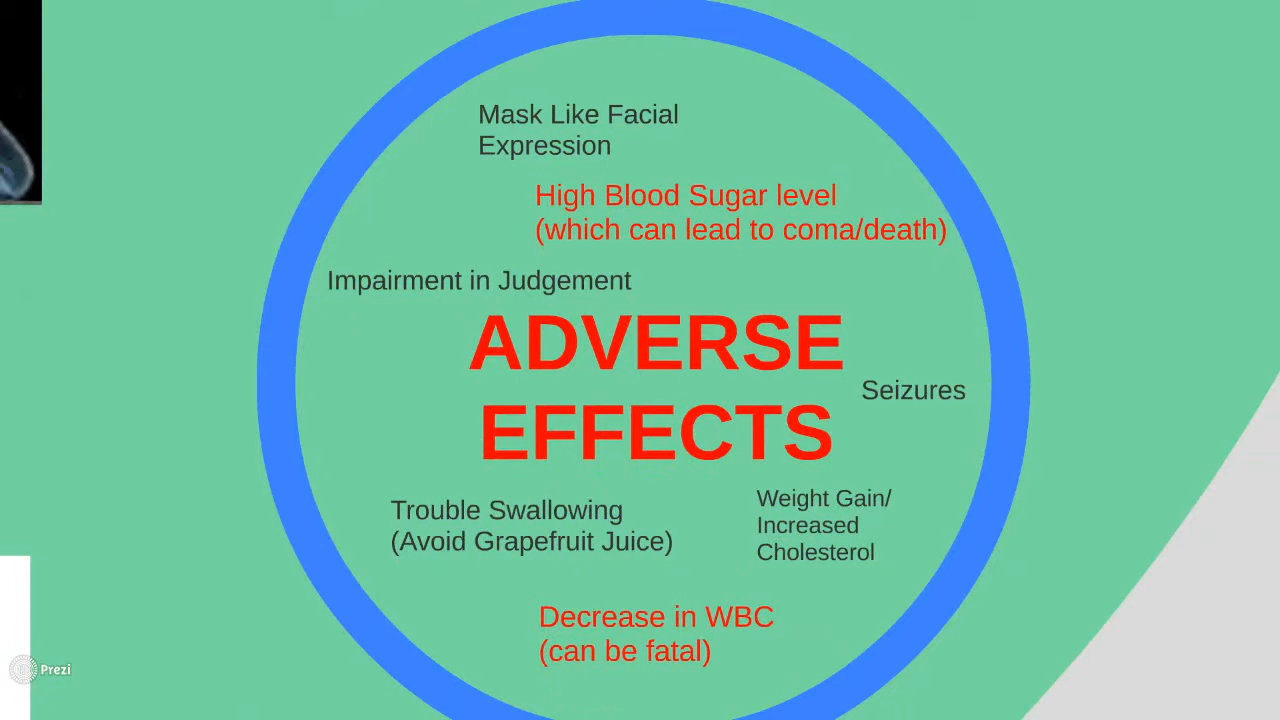 Mask Like Facial
Expression
High Blood Sugar level
(which can lead to coma/death)
Impairment in Judgement
ADVERSE
EFFECTS
Seizures
Trouble Swallowing
(Avoid Grapefruit Juice)
Weight Gain/
Increased
Cholesterol
Decrease in WBC
(can be fatal)
Prezi